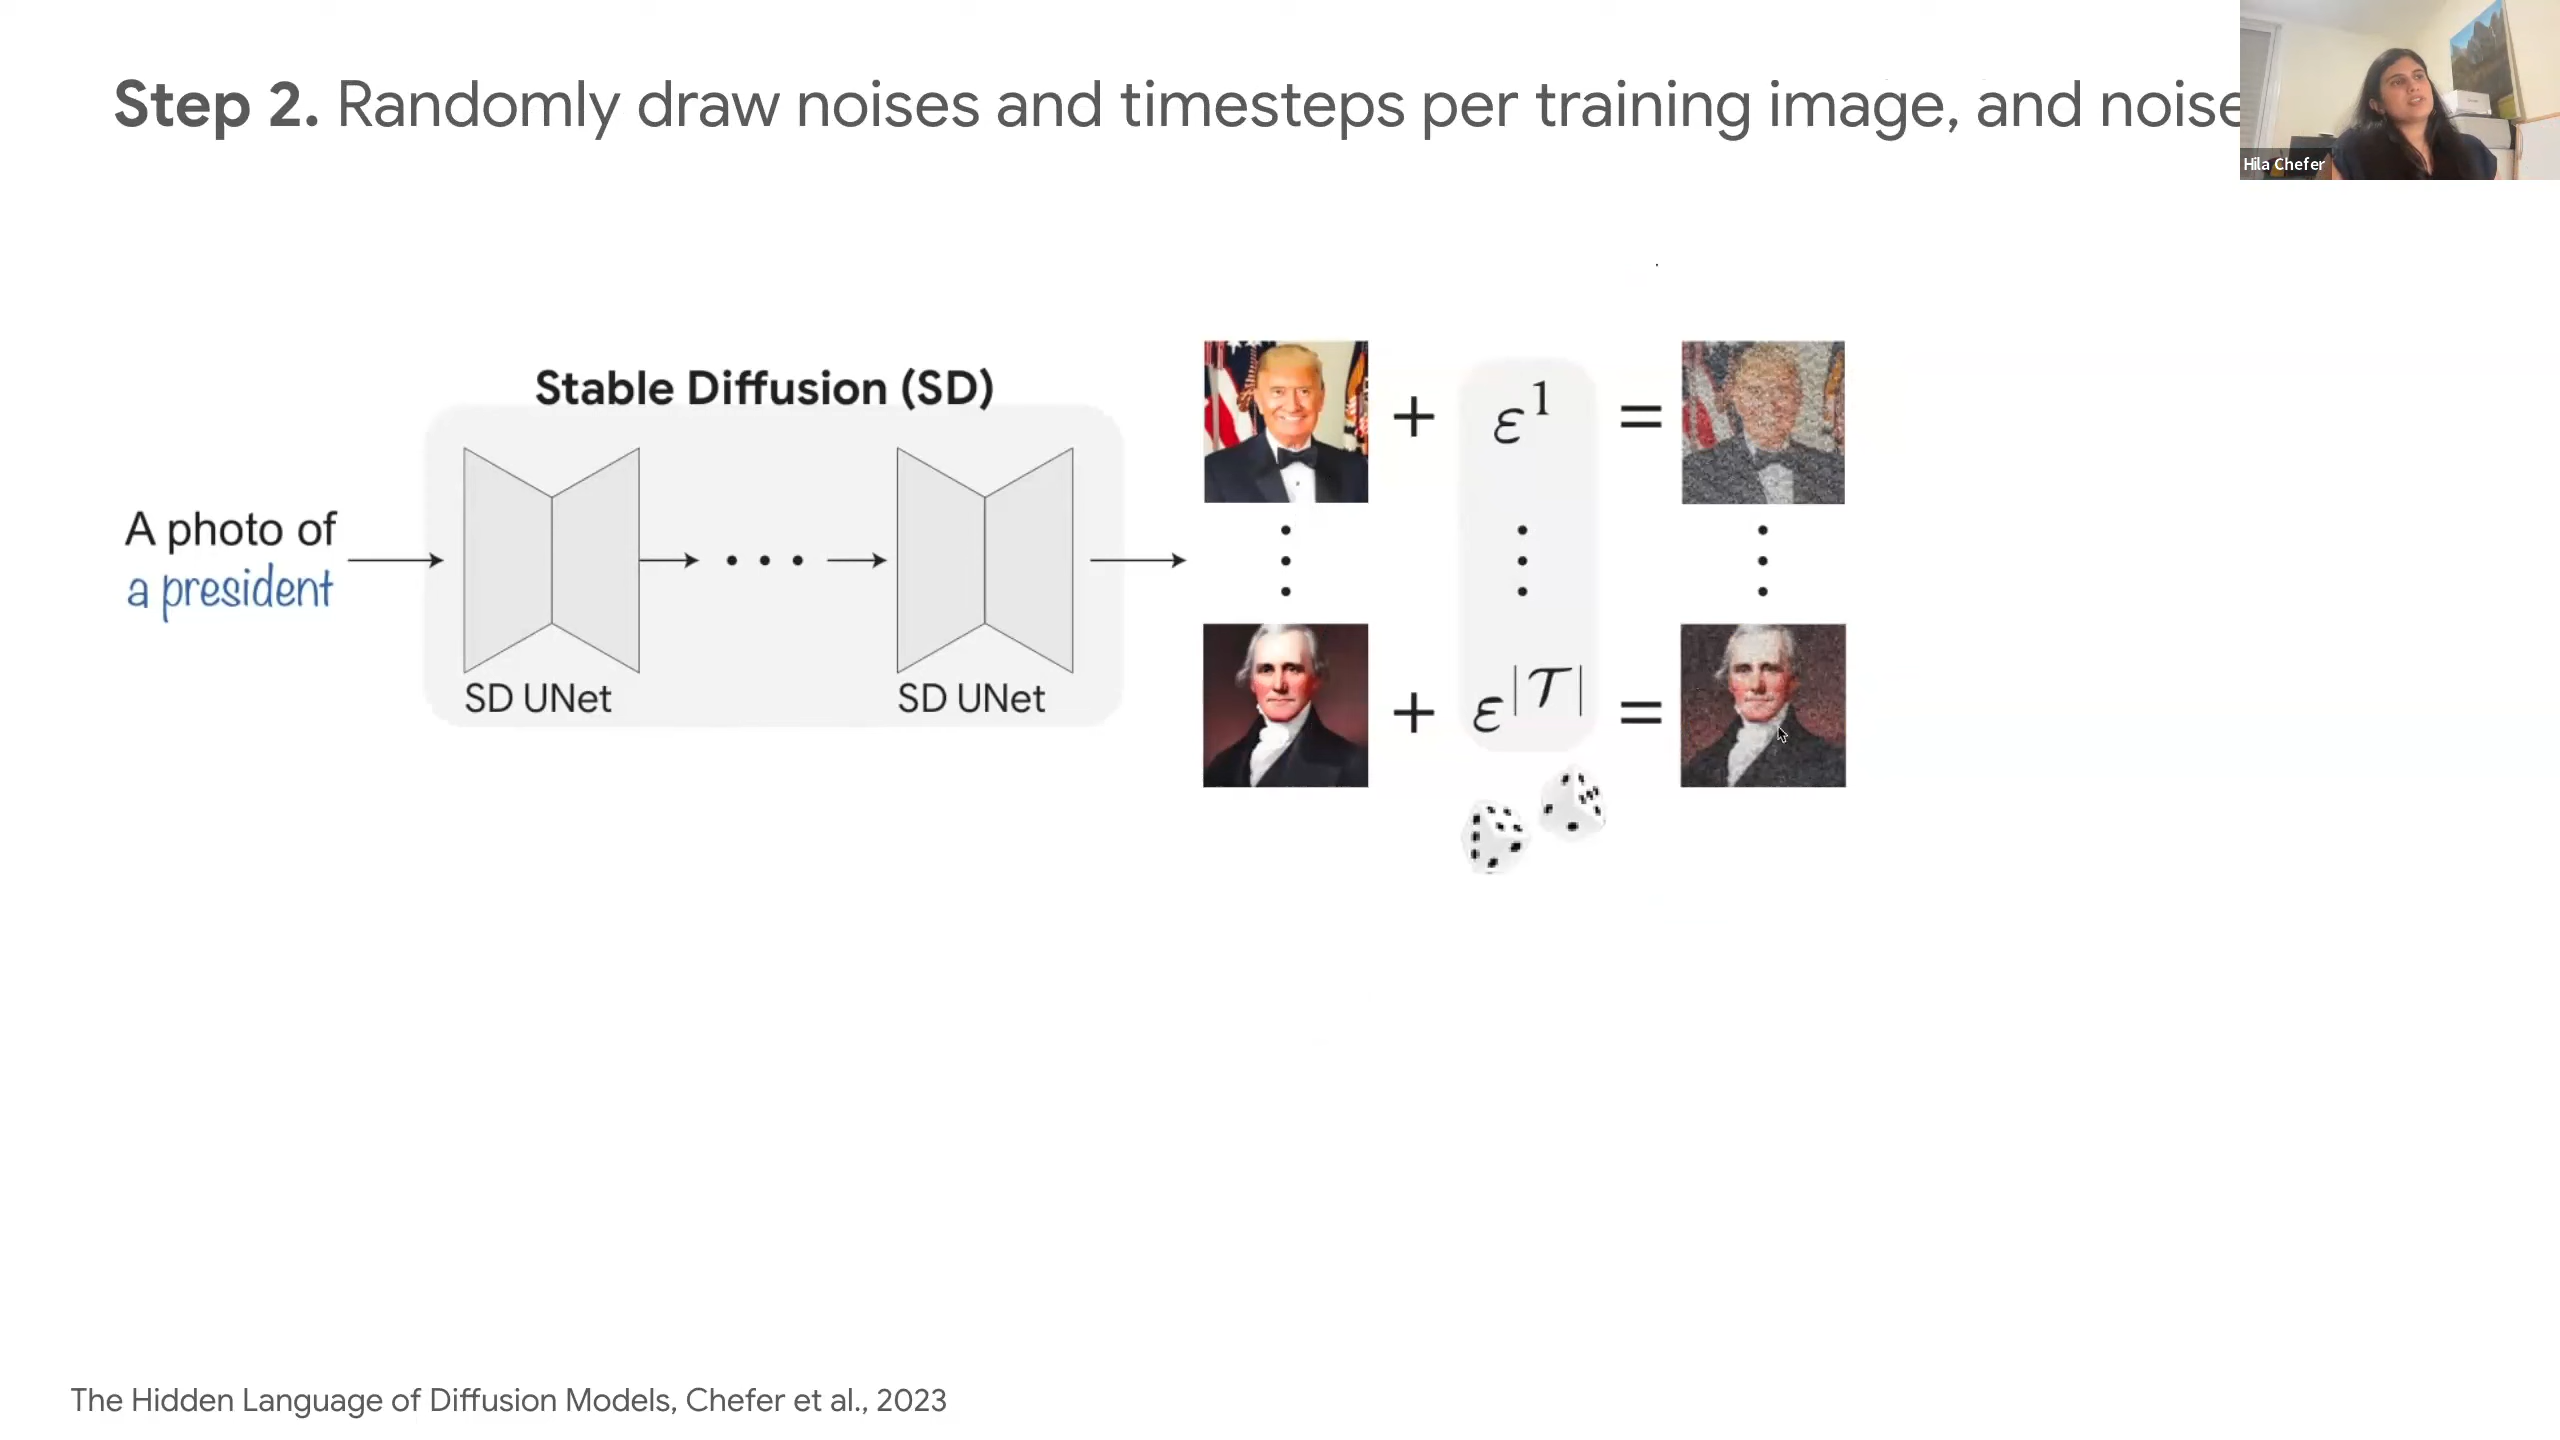 Step 2. Randomly draw noises and timesteps per training image, and noise
Hila Chefer
Stable Diffusion (SD)
A photo of
a president
SD UNet
SD UNet
+ ε^1 =
+ ε^|𝒯| =
The Hidden Language of Diffusion Models, Chefer et al., 2023